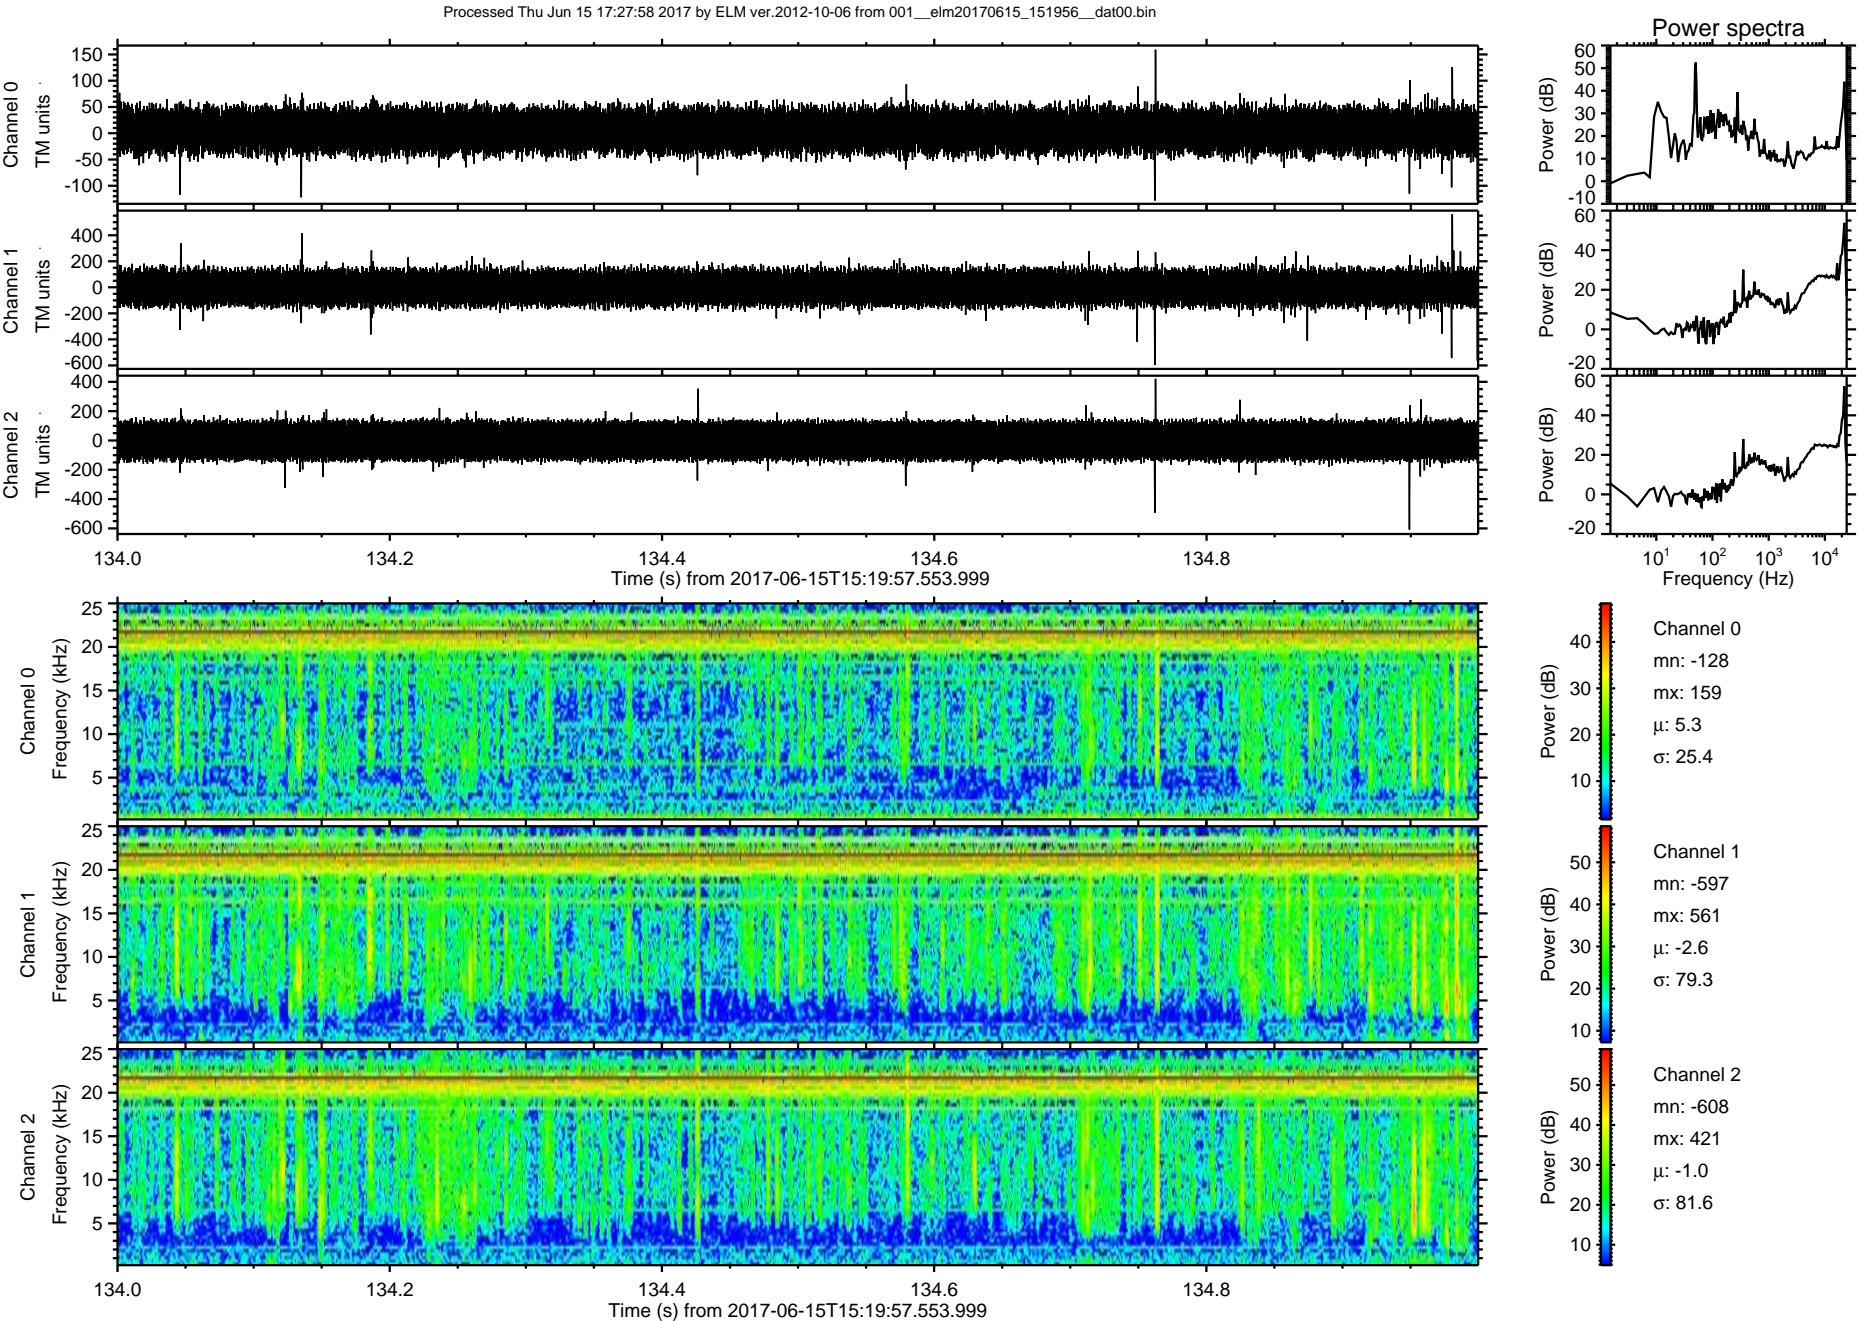 Processed Thu Jun 15 17:27:58 2017 by ELM ver.2012-10-06 from 001__elm20170615_151956__dat00.bin
Power spectra
Channel 0
TM units
150
100
50
0
-50
-100
Power (dB)
60
50
40
30
20
10
0
-10
Channel 1
TM units
400
200
0
-200
-400
-600
Power (dB)
60
40
20
0
-20
Channel 2
TM units
400
200
0
-200
-400
-600
Power (dB)
60
40
20
0
-20
134.0 134.2 134.4 134.6 134.8
Time (s) from 2017-06-15T15:19:57.553.999
10¹ 10² 10³ 10⁴
Frequency (Hz)
Channel 0
Frequency (kHz)
25
20
15
10
5
Power (dB)
40
30
20
10
Channel 0
mn: -128
mx: 159
μ: 5.3
σ: 25.4
Channel 1
Frequency (kHz)
25
20
15
10
5
Power (dB)
50
40
30
20
10
Channel 1
mn: -597
mx: 561
μ: -2.6
σ: 79.3
Channel 2
Frequency (kHz)
25
20
15
10
5
Power (dB)
50
40
30
20
10
Channel 2
mn: -608
mx: 421
μ: -1.0
σ: 81.6
134.0 134.2 134.4 134.6 134.8
Time (s) from 2017-06-15T15:19:57.553.999